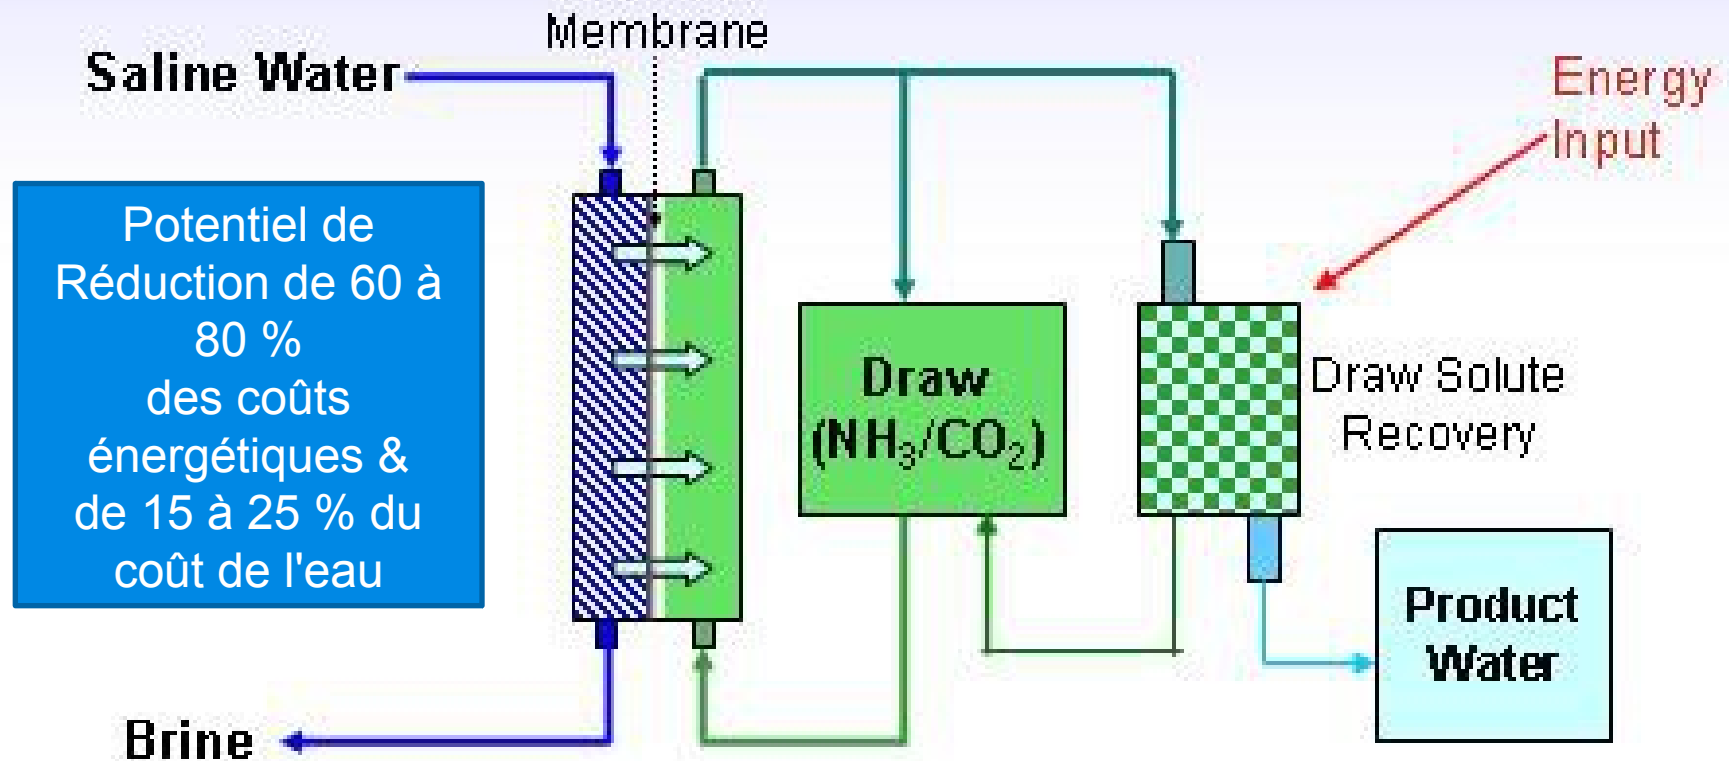 Membrane
Saline Water
Energy
Input
Potentiel de
Réduction de 60 à
80 %
des coûts
énergétiques &
de 15 à 25 % du
coût de l'eau
Draw
(NH₃/CO₂)
Draw Solute
Recovery
Product
Water
Brine